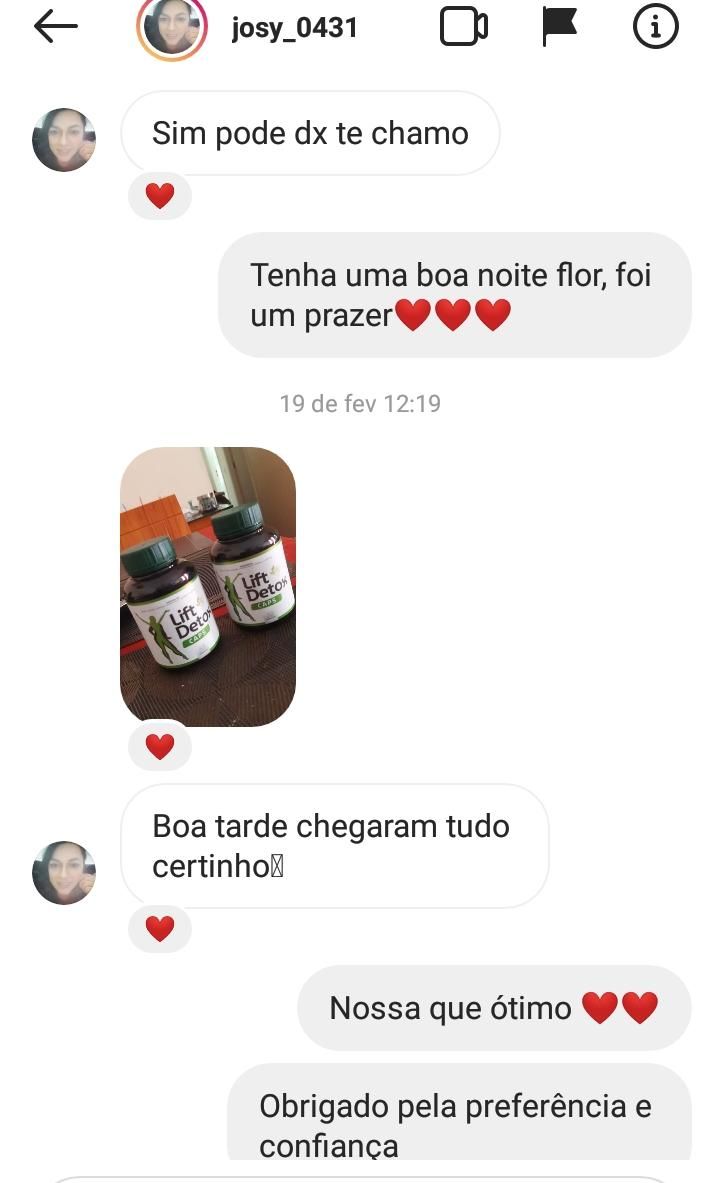 josy_0431
Sim pode dx te chamo
❤️
Tenha uma boa noite flor, foi
um prazer❤️❤️❤️
19 de fev 12:19
Lift
Detox
CAPS
Lift
Detox
CAPS
❤️
Boa tarde chegaram tudo
certinho
❤️
Nossa que ótimo ❤️❤️
Obrigado pela preferência e
confiança